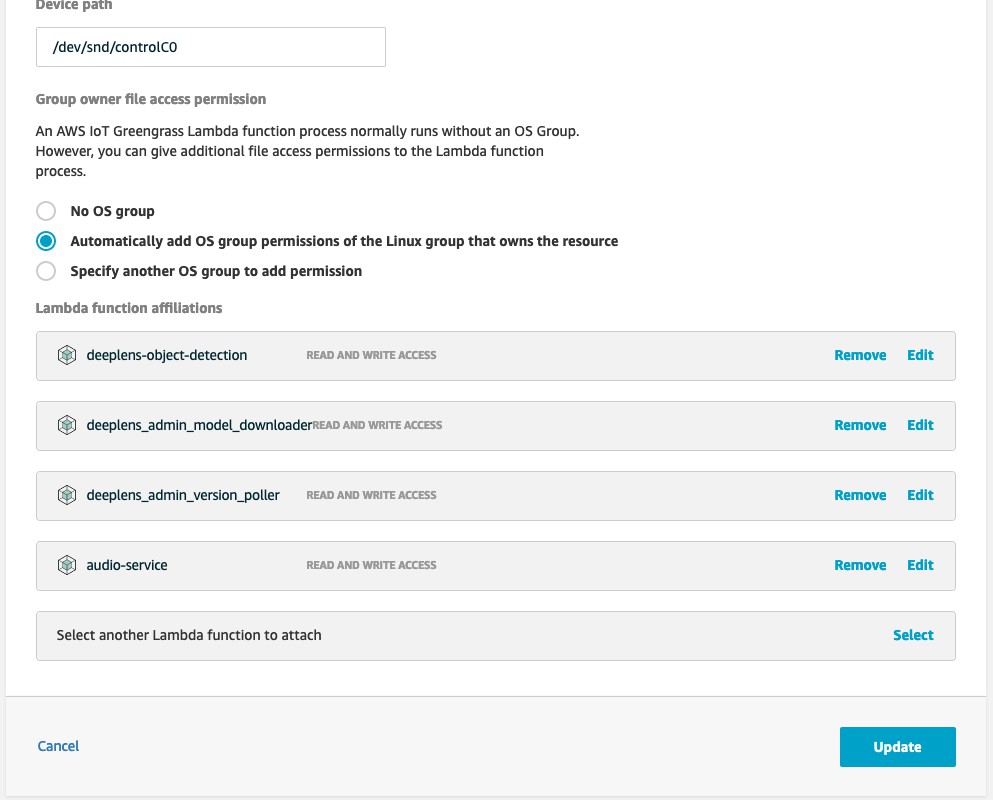 Device path
/dev/snd/controlC0
Group owner file access permission
An AWS IoT Greengrass Lambda function process normally runs without an OS Group.
However, you can give additional file access permissions to the Lambda function
process.
No OS group
Automatically add OS group permissions of the Linux group that owns the resource
Specify another OS group to add permission
Lambda function affiliations
deeplens-object-detection READ AND WRITE ACCESS Remove Edit
deeplens_admin_model_downloader READ AND WRITE ACCESS Remove Edit
deeplens_admin_version_poller READ AND WRITE ACCESS Remove Edit
audio-service READ AND WRITE ACCESS Remove Edit
Select another Lambda function to attach Select
Cancel Update